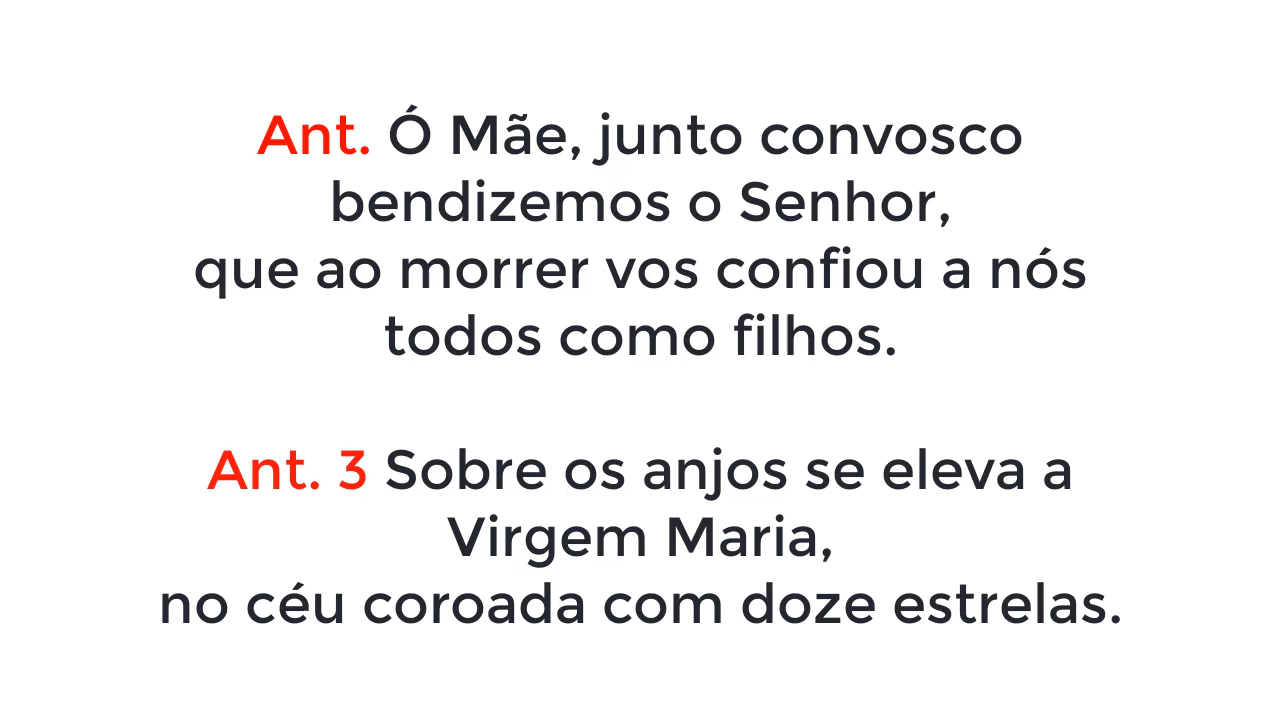 Ant. Ó Mãe, junto convosco
bendizemos o Senhor,
que ao morrer vos confiou a nós
todos como filhos.
Ant. 3 Sobre os anjos se eleva a
Virgem Maria,
no céu coroada com doze estrelas.